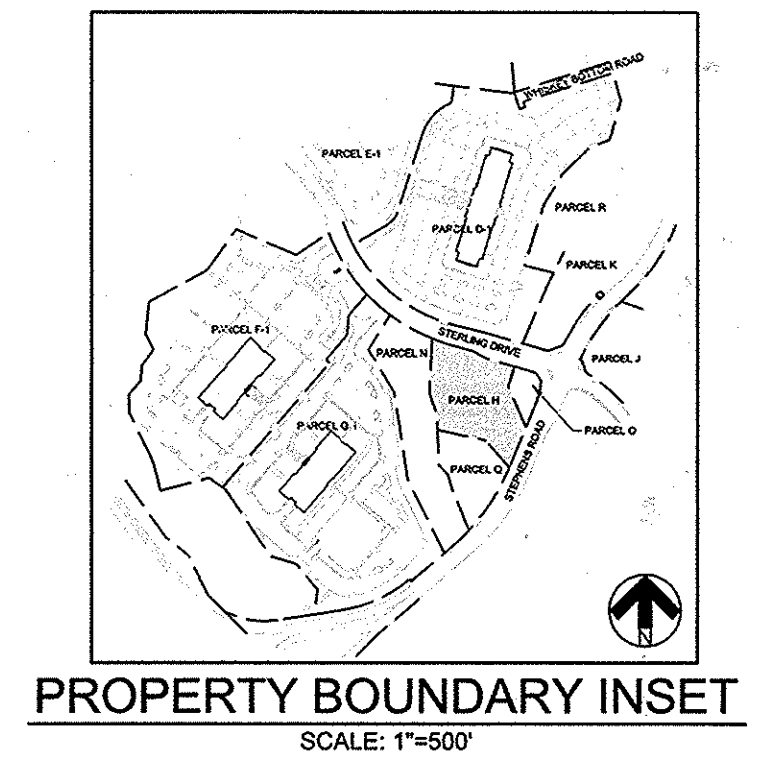 WHISKEY BOTTOM ROAD
PARCEL E-1
PARCEL R
PARCEL D-1
PARCEL K
PARCEL F-1
STERLING DRIVE
PARCEL N
PARCEL J
PARCEL H
PARCEL G-1
PARCEL O
PARCEL Q
STEPHENS ROAD
N
PROPERTY BOUNDARY INSET
SCALE: 1"=500'